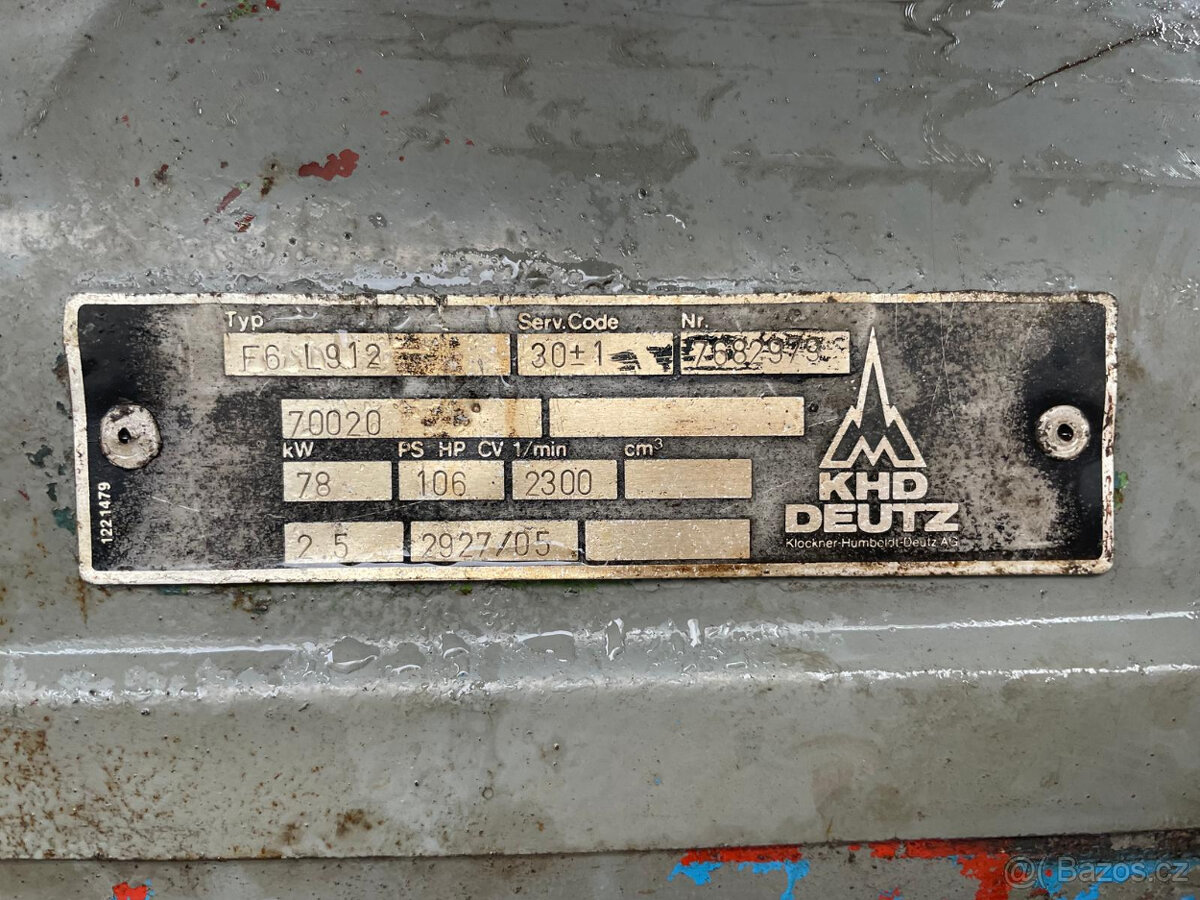 Typ Serv.Code Nr.
F6 L912 30±1 7682979
70020
kW PS HP CV 1/min cm³
78 106 2300
2.5 2927/05
1221479
KHD
DEUTZ
Klöckner-Humboldt-Deutz AG
@ Bazos.cz